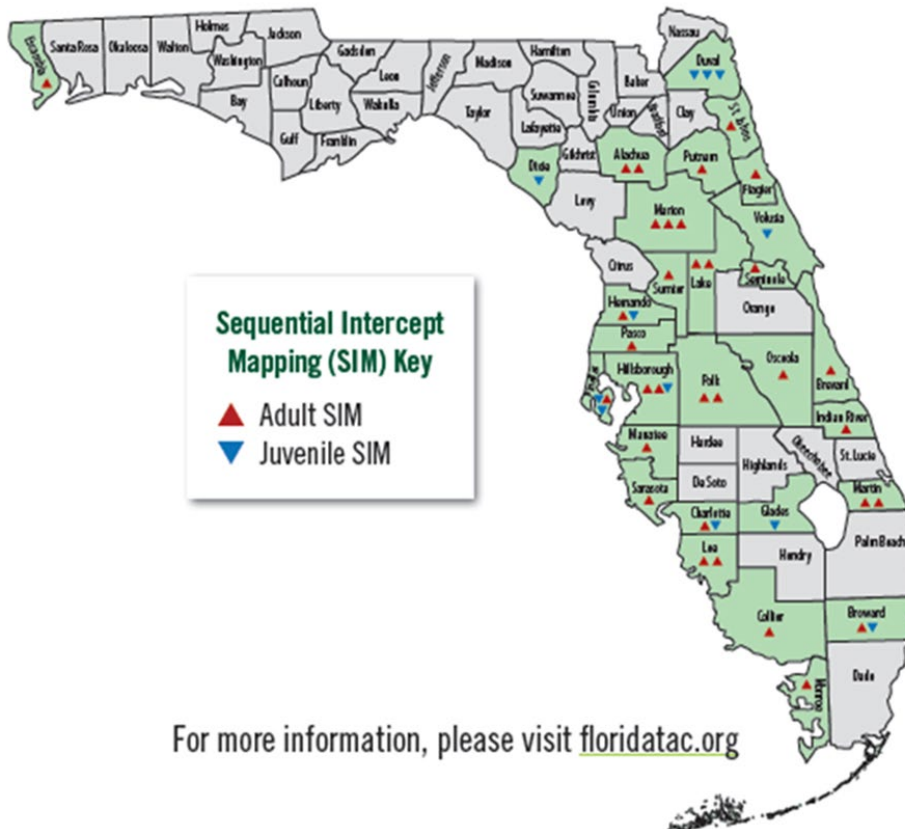 Escambia
Santa Rosa
Okaloosa
Walton
Holmes
Washington
Jackson
Bay
Calhoun
Gulf
Liberty
Gadsden
Franklin
Leon
Wakulla
Jefferson
Madison
Taylor
Hamilton
Suwannee
Lafayette
Dixie
Columbia
Gilchrist
Baker
Union
Bradford
Nassau
Duval
Clay
St. Johns
Alachua
Putnam
Flagler
Levy
Marion
Volusia
Citrus
Sumter
Lake
Seminole
Orange
Hernando
Pasco
Hillsborough
Polk
Osceola
Brevard
Indian River
Manatee
Hardee
Highlands
Okeechobee
St. Lucie
De Soto
Sarasota
Martin
Charlotte
Glades
Lee
Hendry
Palm Beach
Collier
Broward
Monroe
Dade
Sequential Intercept
Mapping (SIM) Key
Adult SIM
Juvenile SIM
For more information, please visit floridatac.org